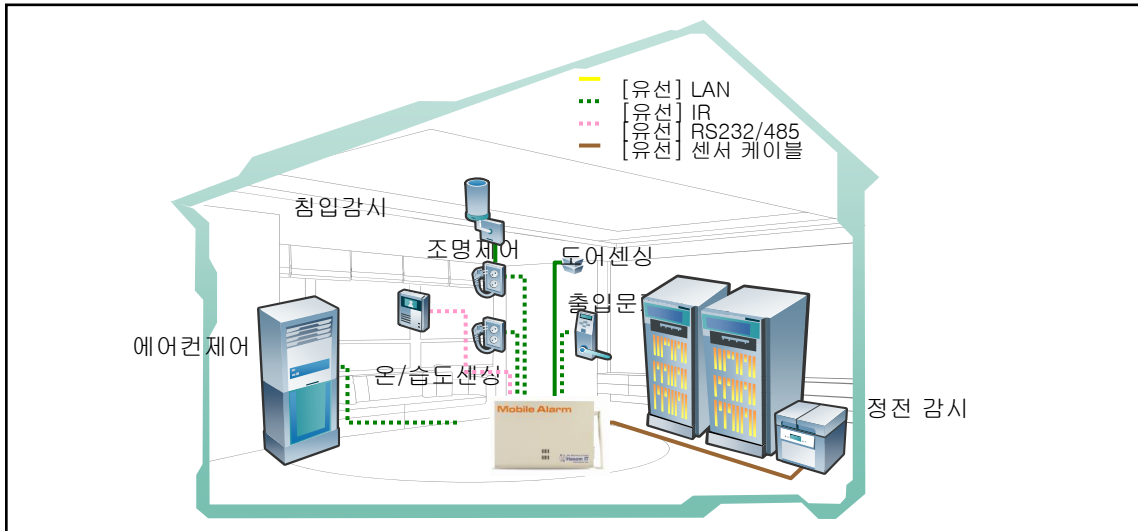 [유선] LAN
[유선] IR
[유선] RS232/485
[유선] 센서 케이블
침입감시
조명제어
도어센싱
출입문
에어컨제어
온/습도센싱
정전 감시
Mobile Alarm